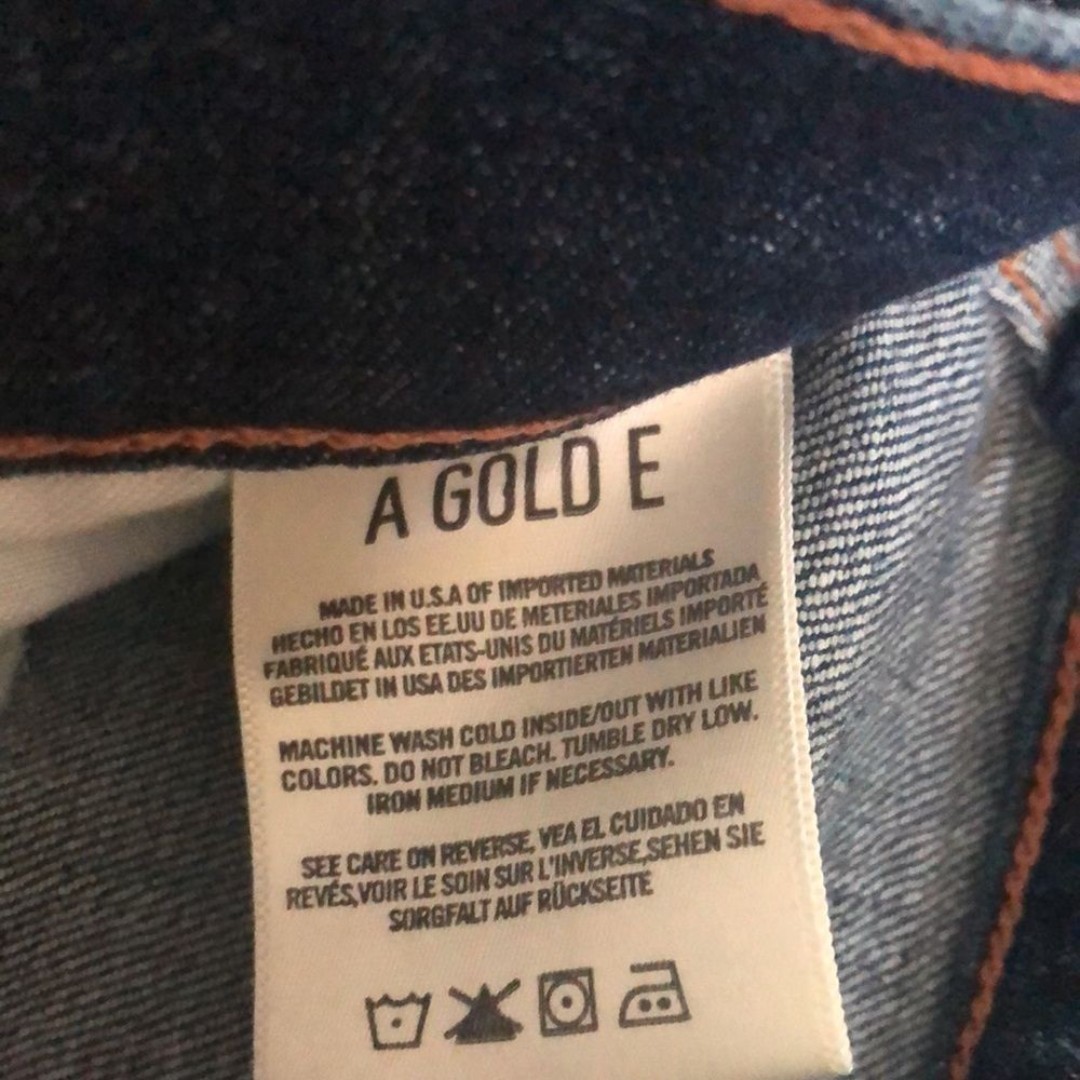 A GOLD E
MADE IN U.S.A OF IMPORTED MATERIALS
HECHO EN LOS EE.UU DE METERIALES IMPORTADA
FABRIQUÉ AUX ETATS-UNIS DU MATÉRIELS IMPORTÉ
GEBILDET IN USA DES IMPORTIERTEN MATERIALIEN
MACHINE WASH COLD INSIDE/OUT WITH LIKE
COLORS. DO NOT BLEACH. TUMBLE DRY LOW.
IRON MEDIUM IF NECESSARY.
SEE CARE ON REVERSE, VEA EL CUIDADO EN
REVÉS,VOIR LE SOIN SUR L'INVERSE,SEHEN SIE
SORGFALT AUF RÜCKSEITE